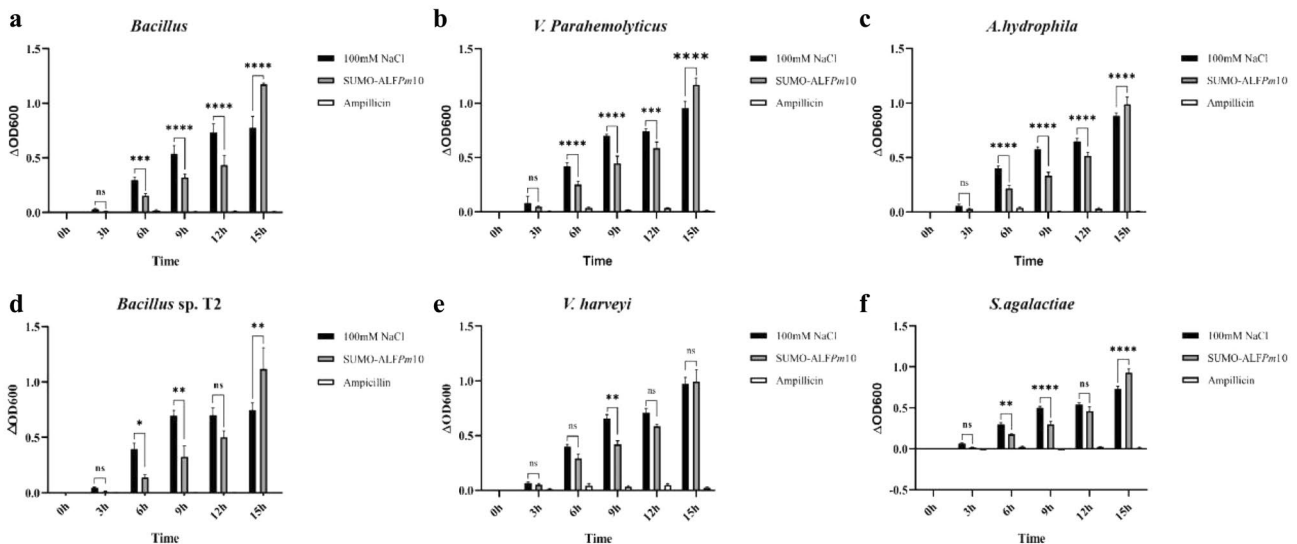 a
Bacillus
1.5
1.0
0.5
0.0
ΔOD600
ns
***
****
****
****
0h
3h
6h
9h
12h
15h
Time
100mM NaCl
SUMO-ALFPm10
Ampillicin
b
V. Parahemolyticus
1.5
1.0
0.5
0.0
ΔOD600
ns
****
****
***
****
0h
3h
6h
9h
12h
15h
Time
100mM NaCl
SUMO-ALFPm10
Ampillicin
c
A.hydrophila
1.5
1.0
0.5
0.0
ΔOD600
ns
****
****
****
****
0h
3h
6h
9h
12h
15h
Time
100mM NaCl
SUMO-ALFPm10
Ampillicin
d
Bacillus sp. T2
1.5
1.0
0.5
0.0
ΔOD600
ns
*
**
ns
**
0h
3h
6h
9h
12h
15h
Time
100mM NaCl
SUMO-ALFPm10
Ampicillin
e
V. harveyi
1.5
1.0
0.5
0.0
ΔOD600
ns
ns
**
ns
ns
0h
3h
6h
9h
12h
15h
Time
100mM NaCl
SUMO-ALFPm10
Ampillicin
f
S.agalactiae
1.5
1.0
0.5
0.0
-0.5
ΔOD600
ns
**
****
ns
****
0h
3h
6h
9h
12h
15h
Time
100mM NaCl
SUMO-ALFPm10
Ampillicin